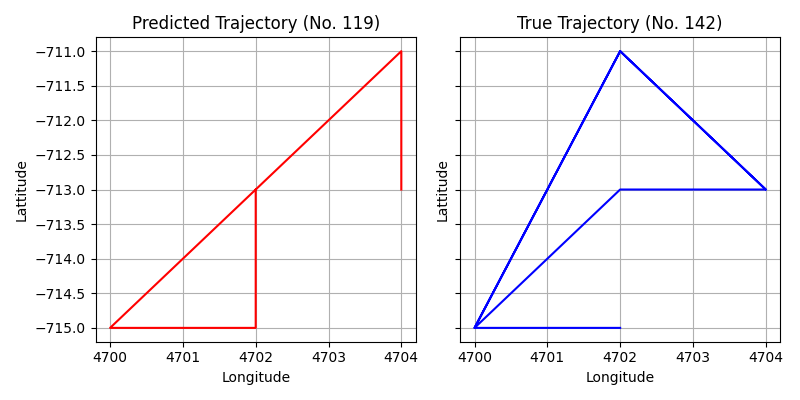 Predicted Trajectory (No. 119)
−711.0
−711.5
−712.0
−712.5
−713.0
−713.5
−714.0
−714.5
−715.0
Lattitude
4700 4701 4702 4703 4704
Longitude
True Trajectory (No. 142)
Lattitude
4700 4701 4702 4703 4704
Longitude